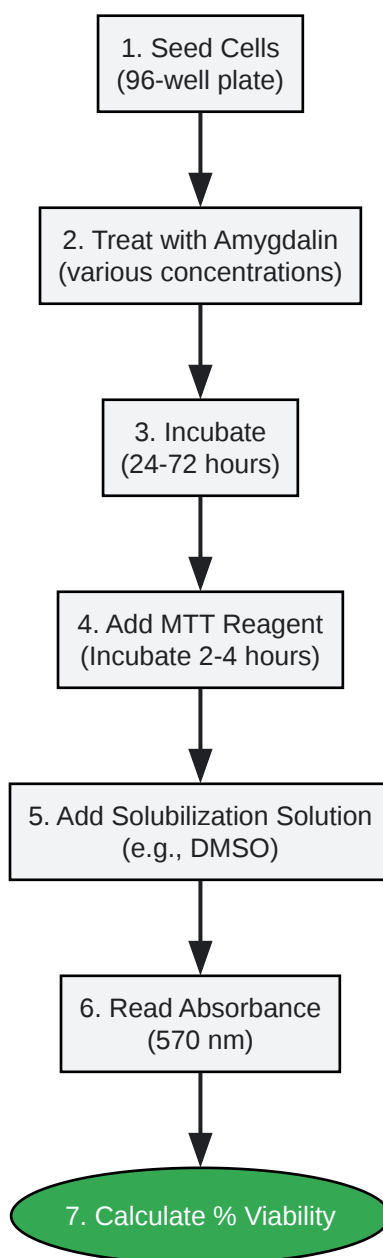 1. Seed Cells
(96-well plate)
2. Treat with Amygdalin
(various concentrations)
3. Incubate
(24-72 hours)
4. Add MTT Reagent
(Incubate 2-4 hours)
5. Add Solubilization Solution
(e.g., DMSO)
6. Read Absorbance
(570 nm)
7. Calculate % Viability